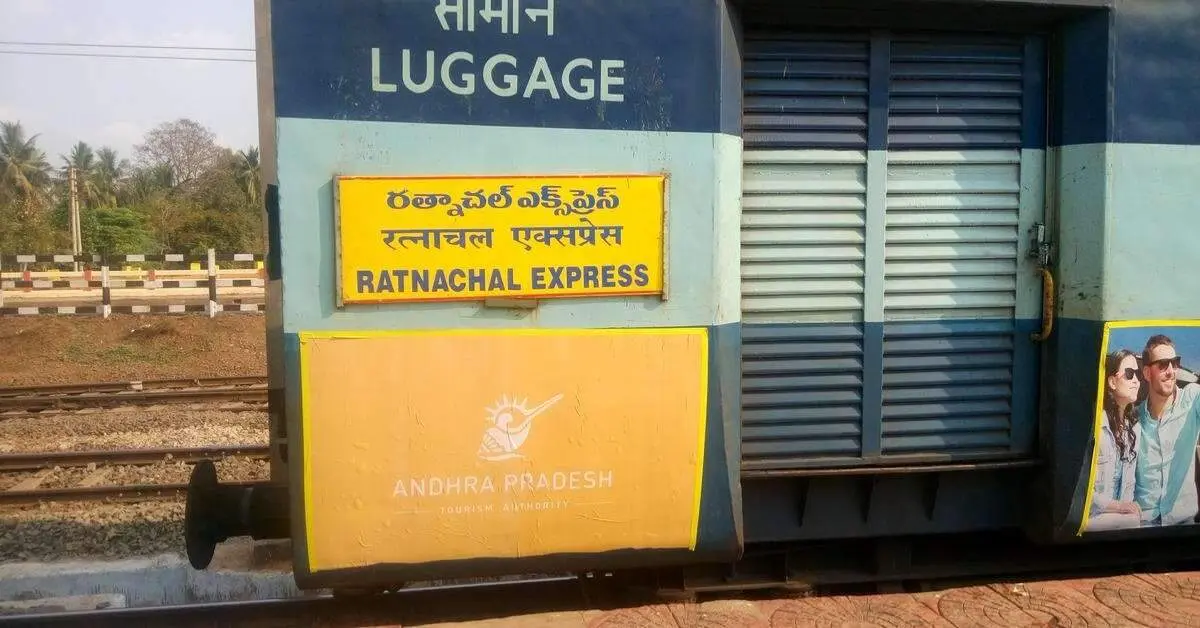 सामान
LUGGAGE
రత్నాచల్ ఎక్స్‌ప్రెస్
रत्नाचल एक्सप्रेस
RATNACHAL EXPRESS
ANDHRA PRADESH
TOURISM AUTHORITY